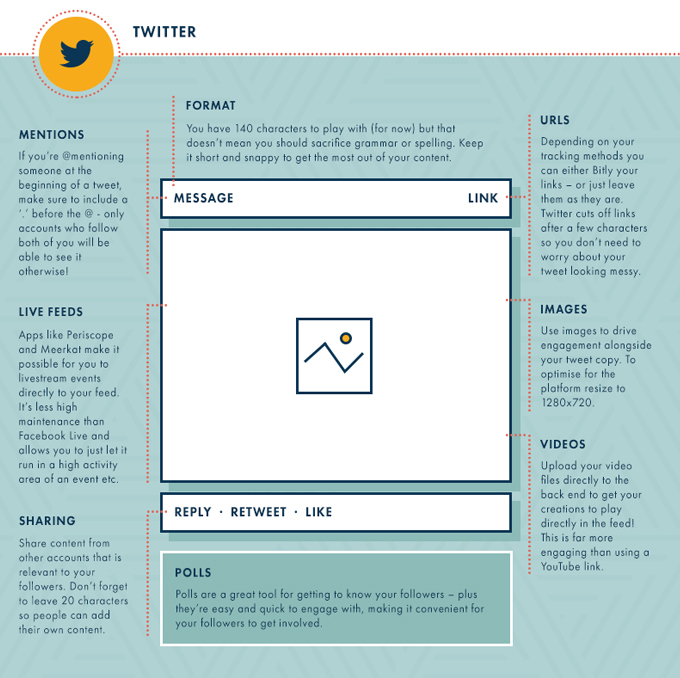 TWITTER
FORMAT
You have 140 characters to play with (for now) but that
doesn't mean you should sacrifice grammar or spelling. Keep
it short and snappy to get the most out of your content.
MENTIONS
If you're @mentioning
someone at the
beginning of a tweet,
make sure to include a
'.' before the @ - only
accounts who follow
both of you will be
able to see it
otherwise!
LIVE FEEDS
Apps like Periscope
and Meerkat make it
possible for you to
livestream events
directly to your feed.
It's less high
maintenance than
Facebook Live and
allows you to just let it
run in a high activity
area of an event etc.
SHARING
Share content from
other accounts that is
relevant to your
followers. Don't forget
to leave 20 characters
so people can add
their own content.
MESSAGE LINK
REPLY · RETWEET · LIKE
POLLS
Polls are a great tool for getting to know your followers – plus
they're easy and quick to engage with, making it convenient for
your followers to get involved.
URLS
Depending on your
tracking methods you
can either Bitly your
links – or just leave
them as they are.
Twitter cuts off links
after a few characters
so you don't need to
worry about your
tweet looking messy.
IMAGES
Use images to drive
engagement alongside
your tweet copy. To
optimise for the
platform resize to
1280x720.
VIDEOS
Upload your video
files directly to the
back end to get your
creations to play
directly in the feed!
This is far more
engaging than using a
YouTube link.